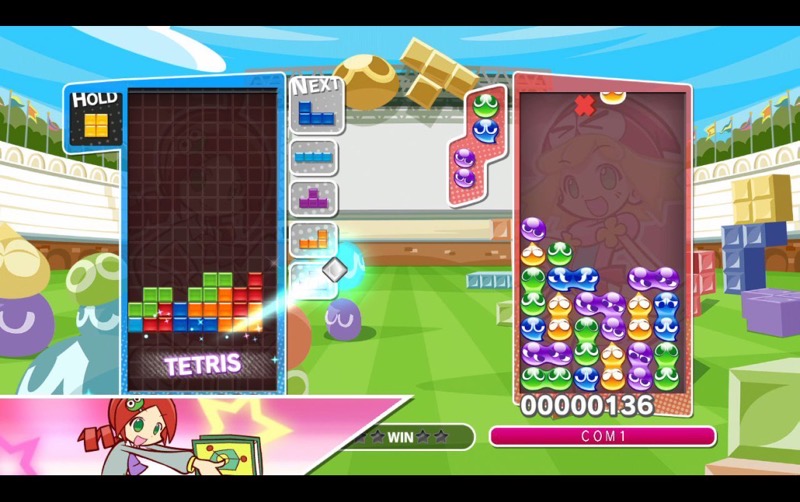 HOLD
NEXT
TETRIS
00000136
WIN
COM1